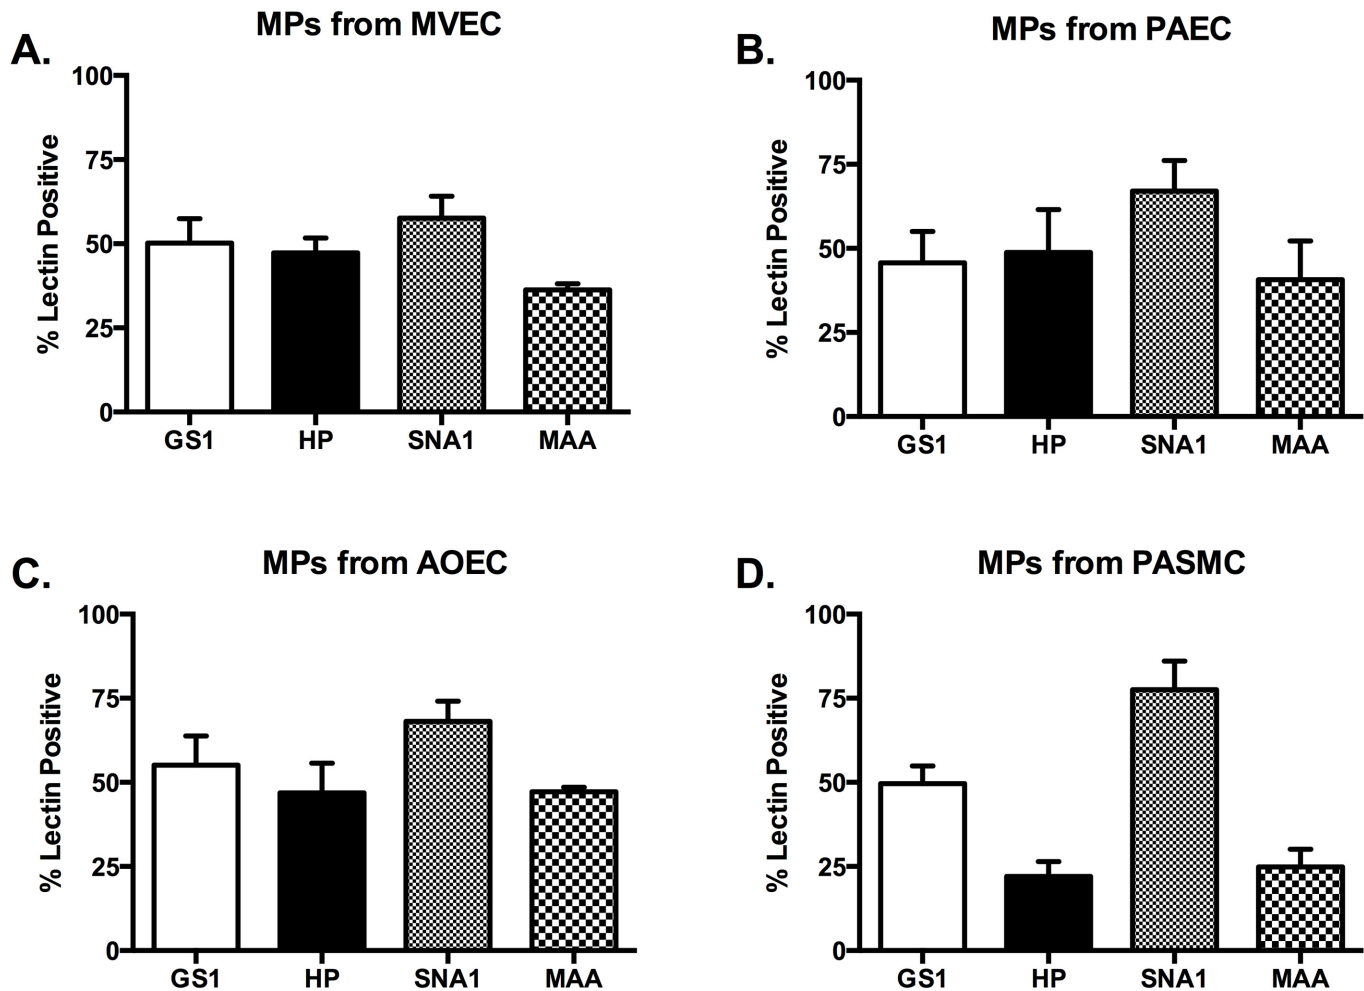 A.
MPs from MVEC
% Lectin Positive
100
75
50
25
0
GS1 HP SNA1 MAA
B.
MPs from PAEC
% Lectin Positive
100
75
50
25
0
GS1 HP SNA1 MAA
C.
MPs from AOEC
% Lectin Positive
100
75
50
25
0
GS1 HP SNA1 MAA
D.
MPs from PASMC
% Lectin Positive
100
75
50
25
0
GS1 HP SNA1 MAA